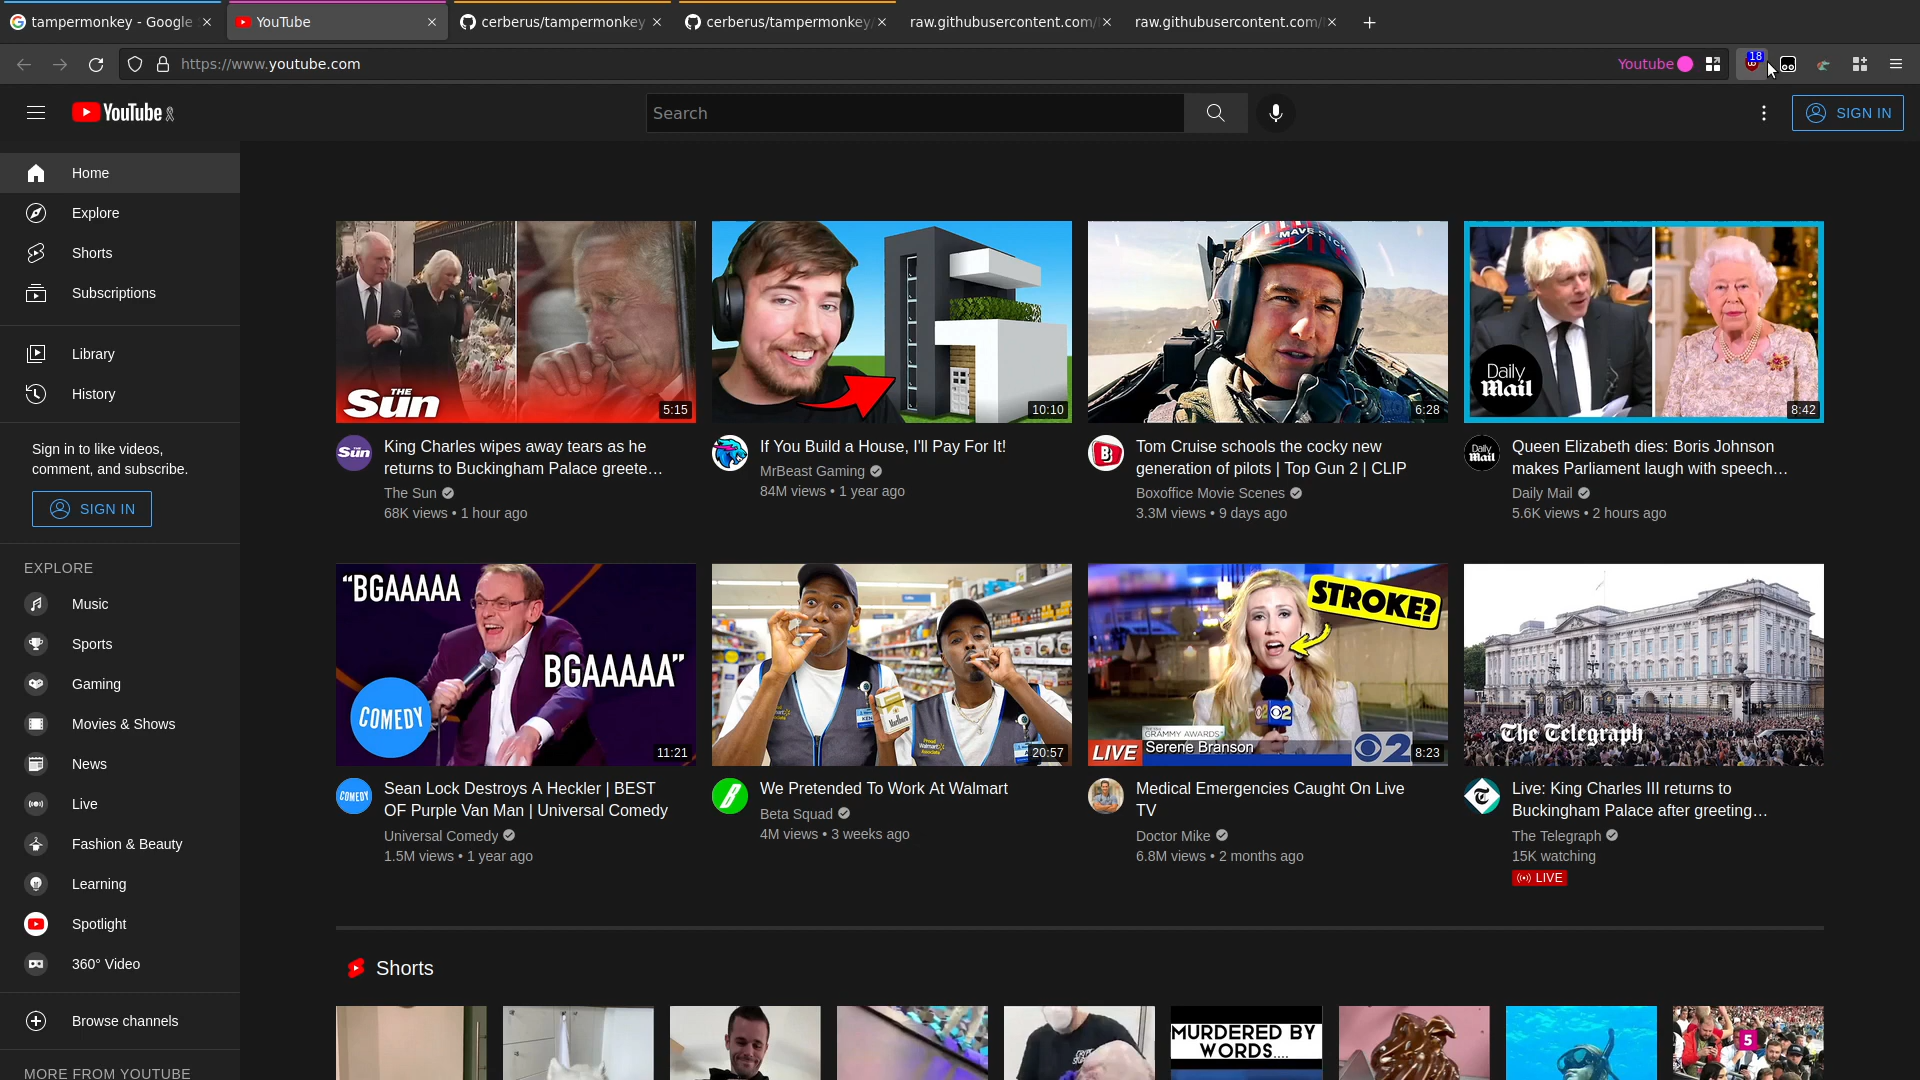 tampermonkey - Google
YouTube
cerberus/tampermonkey
cerberus/tampermonkey
raw.githubusercontent.com/
raw.githubusercontent.com/
https://www.youtube.com
Youtube
18
YouTube
Search
SIGN IN
Home
Explore
Shorts
Subscriptions
Library
History
Sign in to like videos,
comment, and subscribe.
SIGN IN
EXPLORE
Music
Sports
Gaming
Movies & Shows
News
Live
Fashion & Beauty
Learning
Spotlight
360° Video
Browse channels
MORE FROM YOUTUBE
THE
Sun
5:15
10:10
MAVERICK
6:28
Daily
Mail
8:42
King Charles wipes away tears as he
returns to Buckingham Palace greete…
The Sun
68K views • 1 hour ago
If You Build a House, I'll Pay For It!
MrBeast Gaming
84M views • 1 year ago
Tom Cruise schools the cocky new
generation of pilots | Top Gun 2 | CLIP
Boxoffice Movie Scenes
3.3M views • 9 days ago
Queen Elizabeth dies: Boris Johnson
makes Parliament laugh with speech…
Daily Mail
5.6K views • 2 hours ago
“BGAAAAA
BGAAAAA”
COMEDY
11:21
Marlboro
20:57
STROKE?
GRAMMY AWARDS
LIVE
Serene Branson
2
8:23
The Telegraph
Sean Lock Destroys A Heckler | BEST
OF Purple Van Man | Universal Comedy
Universal Comedy
1.5M views • 1 year ago
We Pretended To Work At Walmart
Beta Squad
4M views • 3 weeks ago
Medical Emergencies Caught On Live
TV
Doctor Mike
6.8M views • 2 months ago
Live: King Charles III returns to
Buckingham Palace after greeting…
The Telegraph
15K watching
LIVE
Shorts
MURDERED BY
WORDS....
5